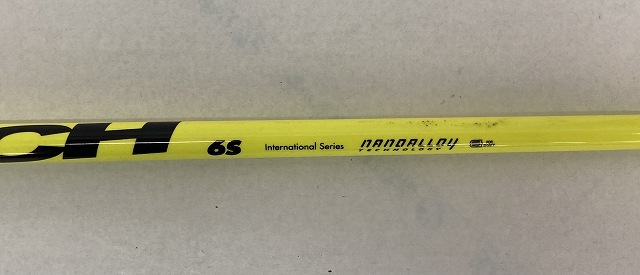 CH 6S International Series NANOALLOY
TECHNOLOGY